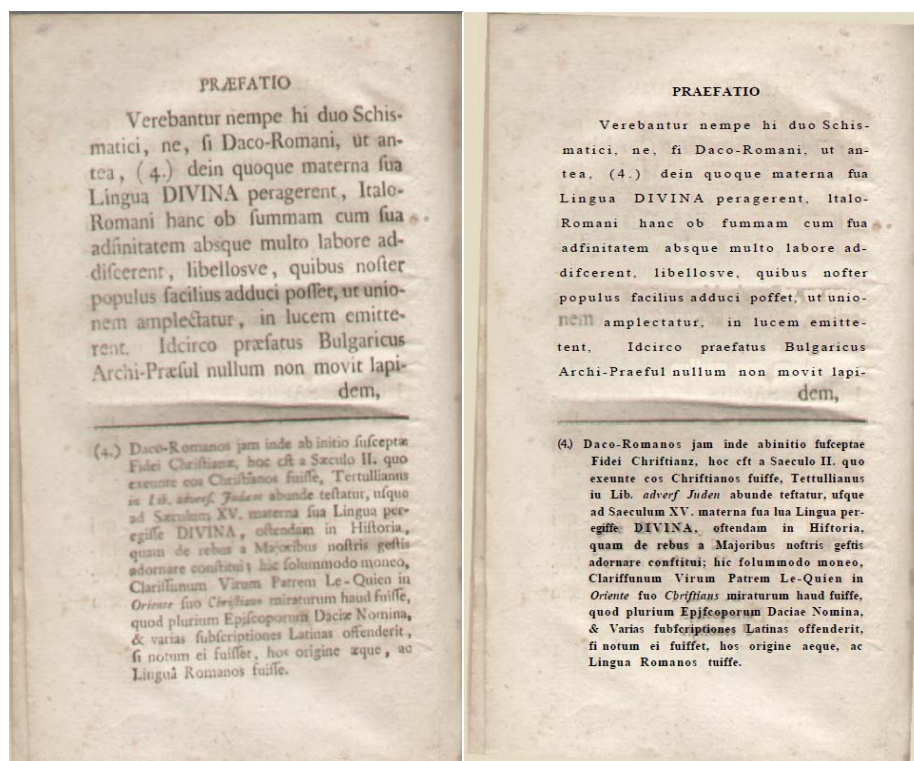 PRÆFATIO
Verebantur nempe hi duo Schis-
matici, ne, ſi Daco-Romani, ut an-
tea, (4.) dein quoque materna ſua
Lingua DIVINA peragerent, Italo-
Romani hanc ob ſummam cum ſua
adfinitatem absque multo labore ad-
diſcerent, libellosve, quibus noſter
populus facilius adduci poſſet, ut unio-
nem amplectatur, in lucem emitte-
rent. Idcirco præfatus Bulgaricus
Archi-Præſul nullum non movit lapi-
dem,
(4.) Daco-Romanos jam inde ab initio ſuſceptæ
Fidei Chriſtianæ, hoc eſt a Sæculo II. quo
exeunte eos Chriſtianos fuiſſe, Tertullianus
in Lib. adverſ. Judæos abunde teſtatur, uſque
ad Sæculum XV. materna ſua Lingua per-
egiſſe DIVINA, oſtendam in Hiſtoria,
quam de rebus a Majoribus noſtris geſtis
adornare conſtitui; hic ſolummodo moneo,
Clariſſimum Virum Patrem Le-Quien in
Oriente ſuo Chriſtiano miraturum haud fuiſſe,
quod plurium Epiſcoporum Daciæ Nomina,
& varias ſubſcriptiones Latinas offenderit,
ſi notum ei fuiſſet, hos origine æque, ac
Linguâ Romanos fuiſſe.
PRAEFATIO
Verebantur nempe hi duo Schis-
matici, ne, fi Daco-Romani, ut an-
tea, (4.) dein quoque materna fua
Lingua DIVINA peragerent, Italo-
Romani hanc ob fummam cum fua
adfinitatem absque multo labore ad-
difcerent, libellosve, quibus nofter
populus facilius adduci poffet, ut unio-
nem amplectatur, in lucem emitte-
tent, Idcirco praefatus Bulgaricus
Archi-Praeful nullum non movit lapi-
dem,
(4.) Daco-Romanos jam inde abinitio fufceptae
Fidei Chriftianz, hoc cft a Saeculo II. quo
exeunte cos Chriftianos fuiffe, Tettullianus
iu Lib. adverf Juden abunde teftatur, ufque
ad Saeculum XV. materna fua lua Lingua per-
egiffe DIVINA, oftendam in Hiftoria,
quam de rebus a Majoribus noftris geftis
adornare conftitui; hic folummodo moneo,
Clariffunum Virum Patrem Le-Quien in
Oriente fuo Cbriftians miraturum haud fuiffe,
quod plurium Epifcoporum Daciae Nomina,
& Varias fubfcriptiones Latinas offenderit,
fi notum ei fuiffet, hos origine aeque, ac
Lingua Romanos tuiffe.